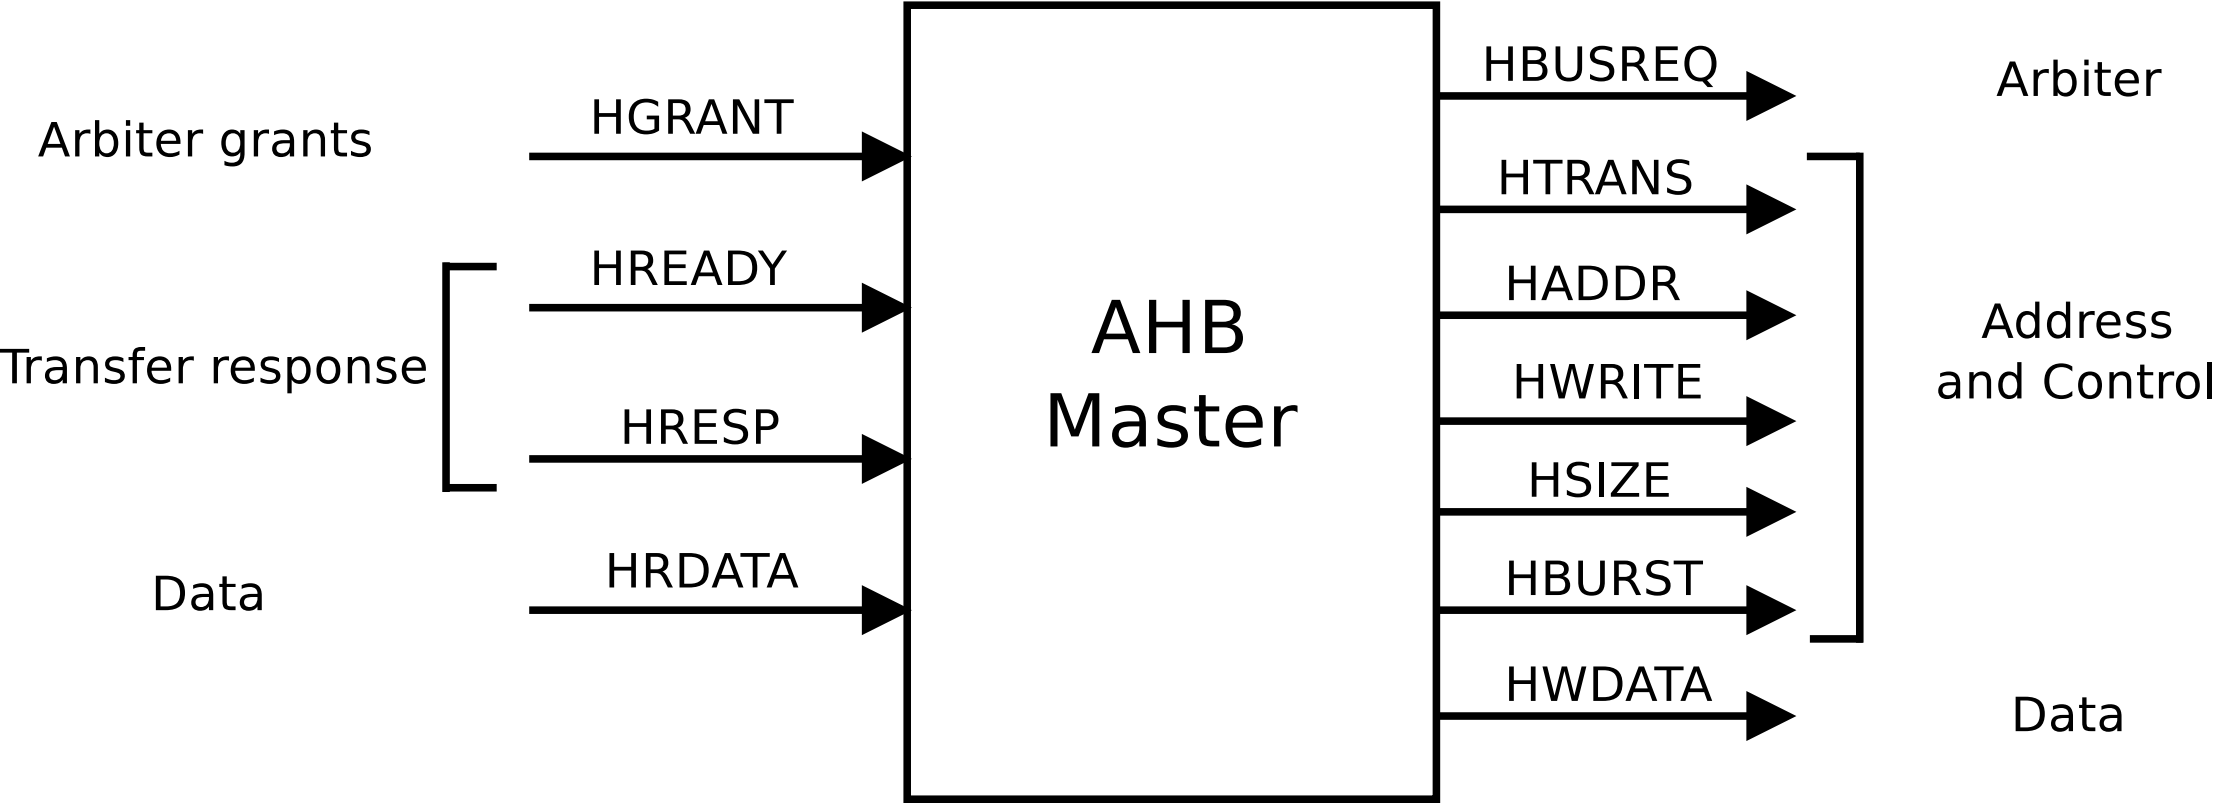 Arbiter grants
HGRANT
Transfer response
HREADY
HRESP
Data
HRDATA
AHB
Master
HBUSREQ
Arbiter
HTRANS
HADDR
HWRITE
HSIZE
HBURST
Address
and Control
HWDATA
Data